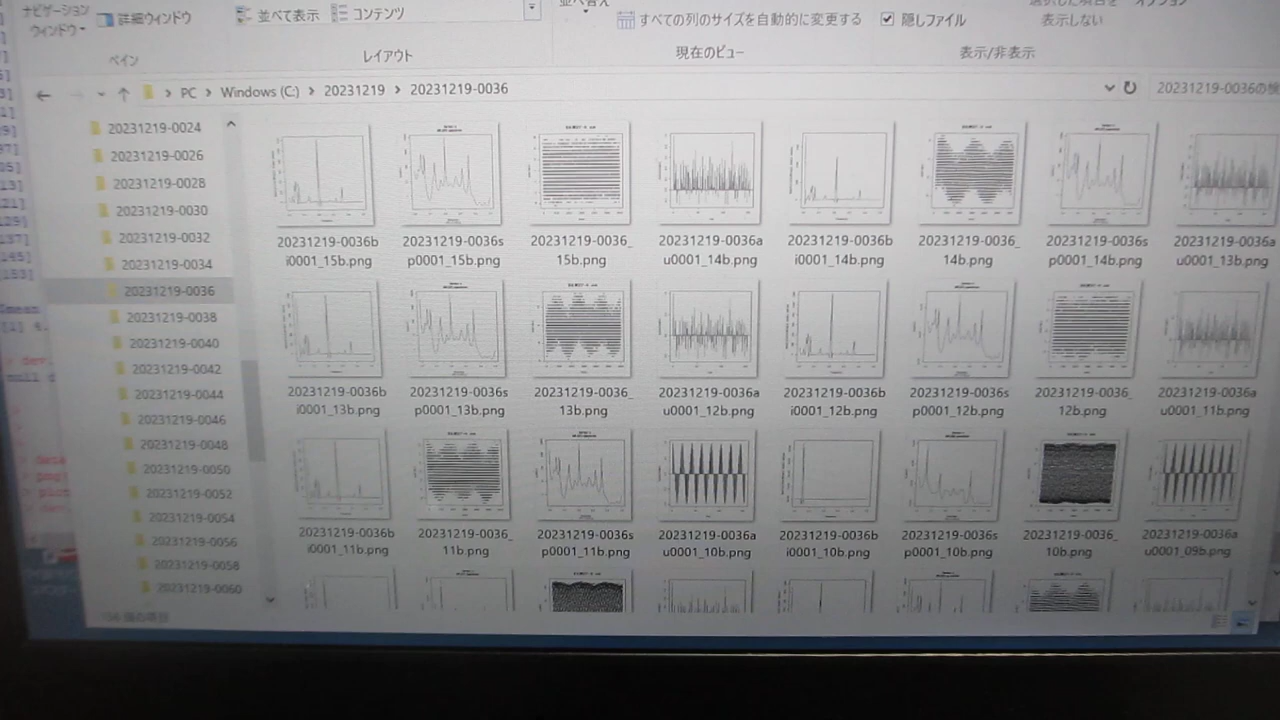 ナビゲーション
ウィンドウ
詳細ウィンドウ
並べて表示
コンテンツ
すべての列のサイズを自動的に変更する
隠しファイル
表示しない
ペイン
レイアウト
現在のビュー
表示/非表示
PC > Windows (C:) > 20231219 > 20231219-0036
20231219-0024
20231219-0026
20231219-0028
20231219-0030
20231219-0032
20231219-0034
20231219-0036
20231219-0038
20231219-0040
20231219-0042
20231219-0044
20231219-0046
20231219-0048
20231219-0050
20231219-0052
20231219-0054
20231219-0056
20231219-0058
20231219-0060
20231219-0036b
i0001_15b.png
20231219-0036s
p0001_15b.png
20231219-0036_
15b.png
20231219-0036a
u0001_14b.png
20231219-0036b
i0001_14b.png
20231219-0036_
14b.png
20231219-0036s
p0001_14b.png
20231219-0036a
u0001_13b.png
20231219-0036b
i0001_13b.png
20231219-0036s
p0001_13b.png
20231219-0036_
13b.png
20231219-0036a
u0001_12b.png
20231219-0036b
i0001_12b.png
20231219-0036s
p0001_12b.png
20231219-0036_
12b.png
20231219-0036a
u0001_11b.png
20231219-0036b
i0001_11b.png
20231219-0036_
11b.png
20231219-0036s
p0001_11b.png
20231219-0036a
u0001_10b.png
20231219-0036b
i0001_10b.png
20231219-0036s
p0001_10b.png
20231219-0036_
10b.png
20231219-0036a
u0001_09b.png